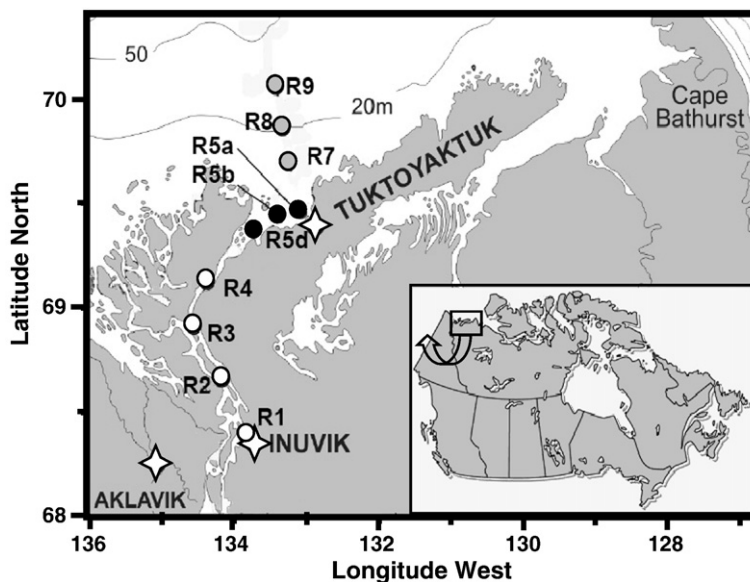 50
R9
70
20m
R8
Cape
Bathurst
R5a
R7
R5b
TUKTOYAKTUK
R5d
R4
69
R3
R2
R1
INUVIK
AKLAVIK
68
136
134
132
130
128
Latitude North
Longitude West